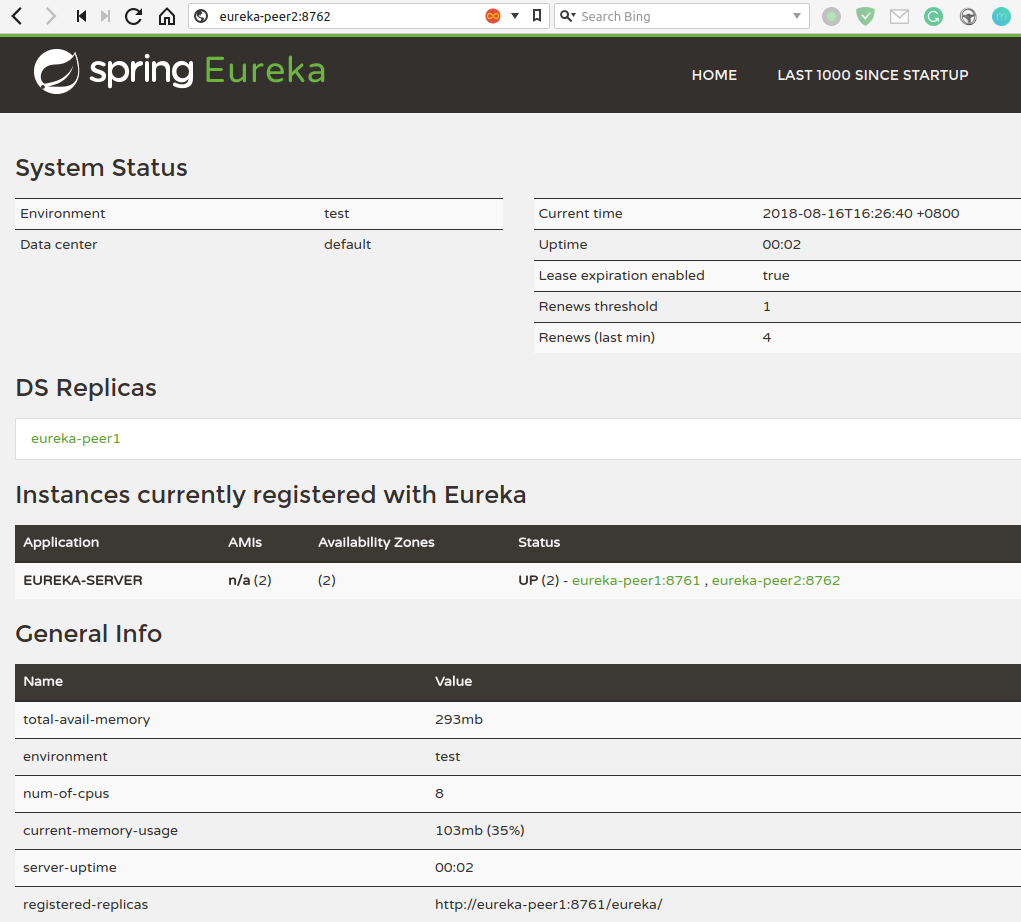 eureka-peer2:8762 Search Bing
spring Eureka HOME LAST 1000 SINCE STARTUP
System Status
Environment test
Data center default
Current time 2018-08-16T16:26:40 +0800
Uptime 00:02
Lease expiration enabled true
Renews threshold 1
Renews (last min) 4
DS Replicas
eureka-peer1
Instances currently registered with Eureka
Application AMIs Availability Zones Status
EUREKA-SERVER n/a (2) (2) UP (2) - eureka-peer1:8761 , eureka-peer2:8762
General Info
Name Value
total-avail-memory 293mb
environment test
num-of-cpus 8
current-memory-usage 103mb (35%)
server-uptime 00:02
registered-replicas http://eureka-peer1:8761/eureka/